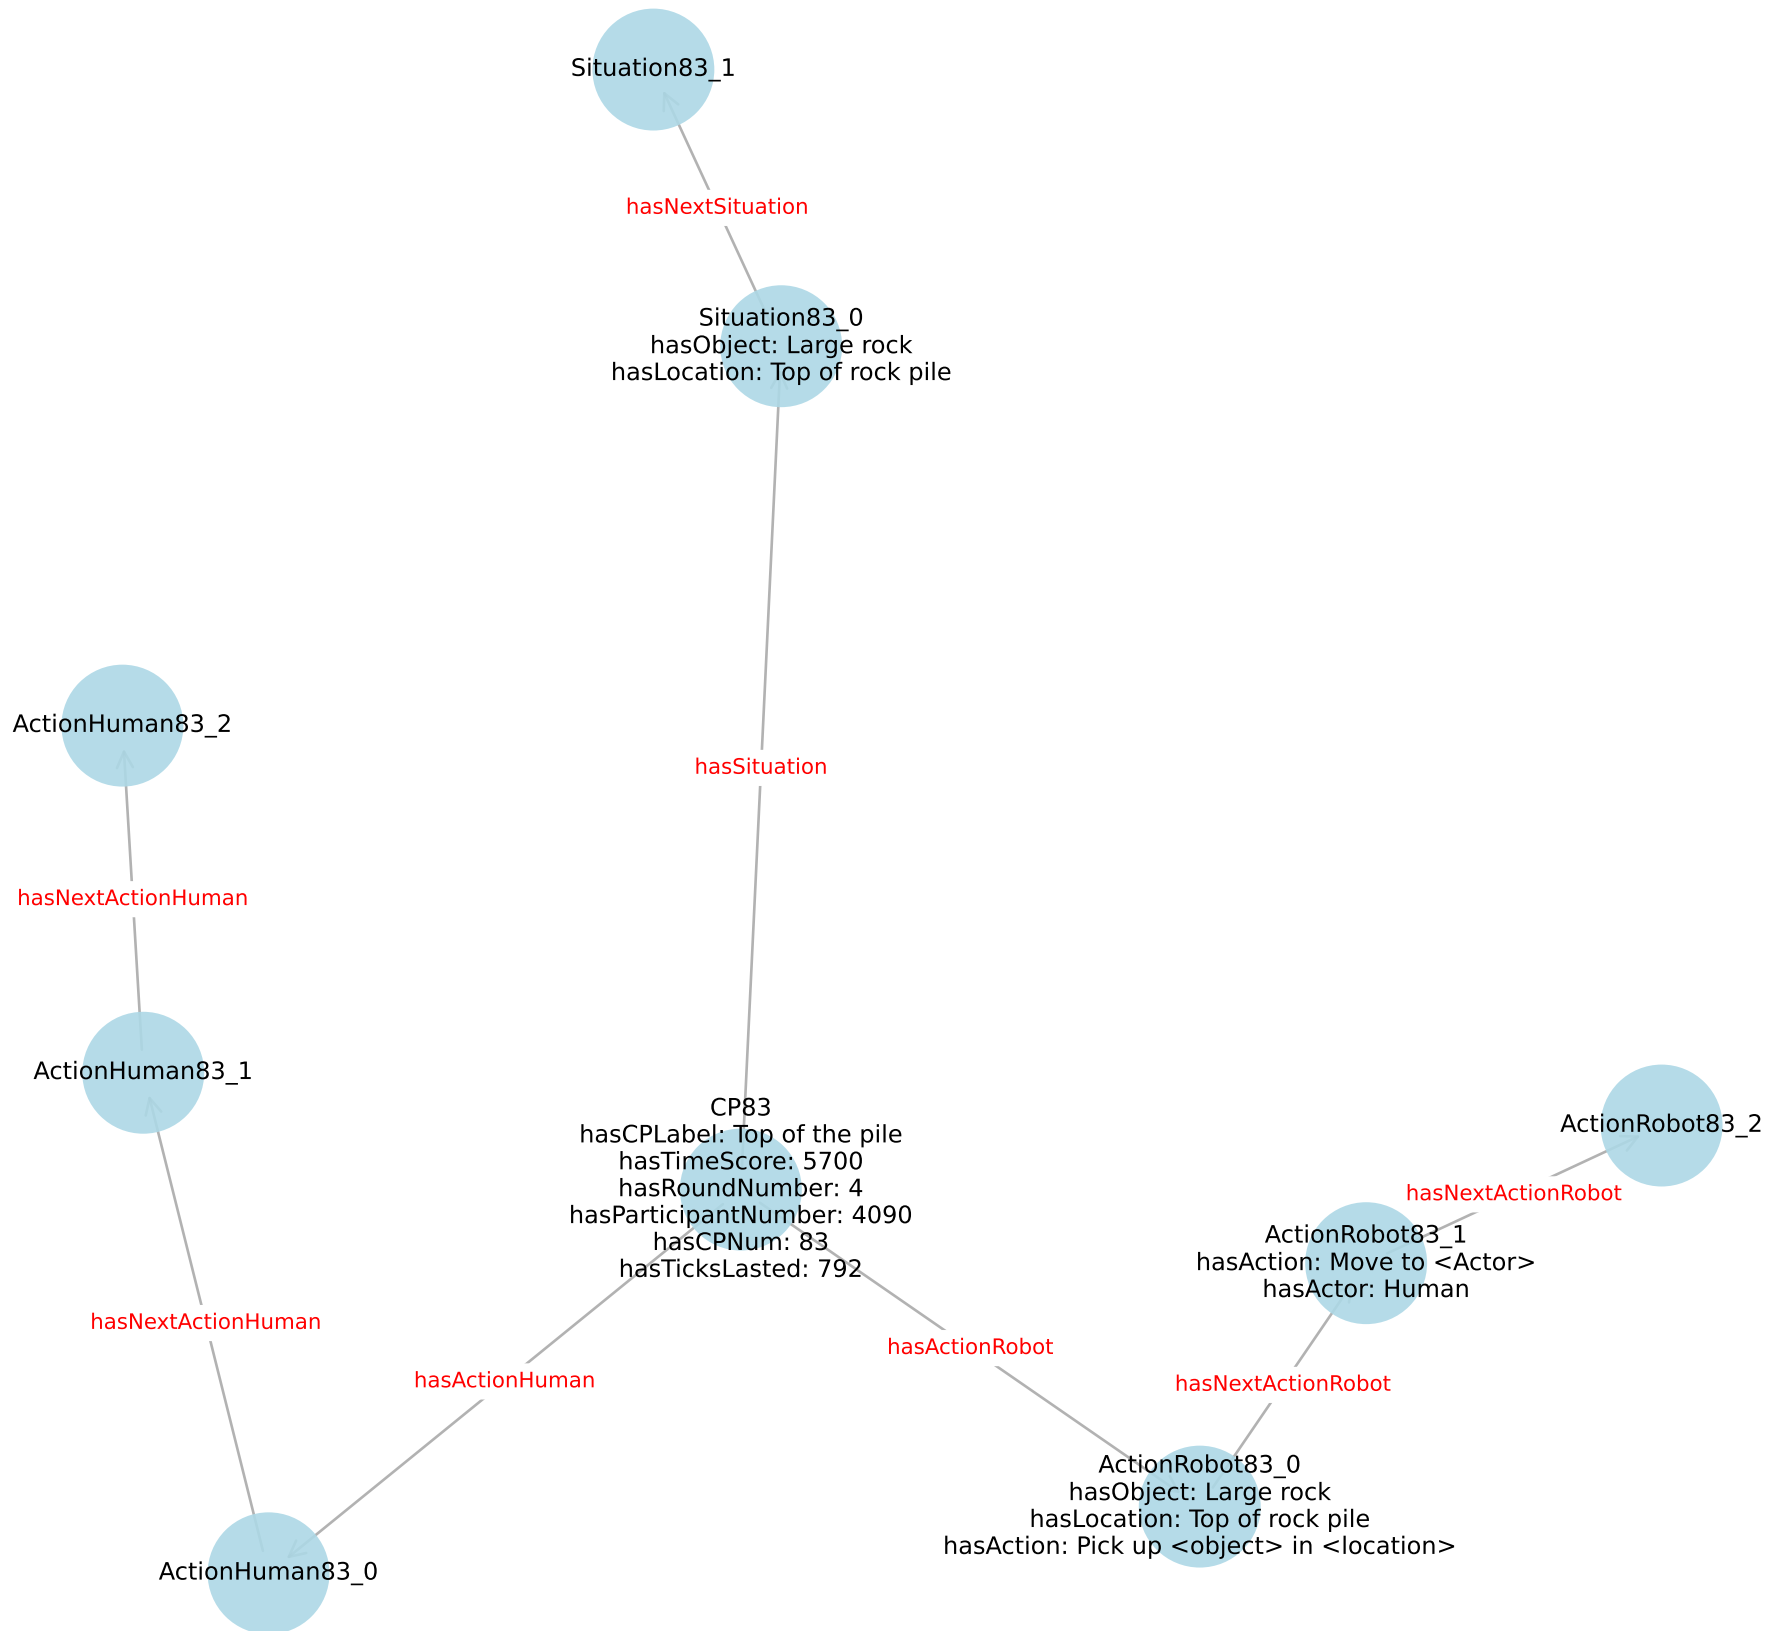 Situation83_1
hasNextSituation
Situation83_0
hasObject: Large rock
hasLocation: Top of rock pile
ActionHuman83_2
hasSituation
hasNextActionHuman
ActionHuman83_1
CP83
hasCPLabel: Top of the pile
hasTimeScore: 5700
hasRoundNumber: 4
hasParticipantNumber: 4090
hasCPNum: 83
hasTicksLasted: 792
ActionRobot83_2
hasNextActionRobot
ActionRobot83_1
hasAction: Move to <Actor>
hasActor: Human
hasNextActionHuman
hasActionRobot
hasActionHuman
hasNextActionRobot
ActionRobot83_0
hasObject: Large rock
hasLocation: Top of rock pile
hasAction: Pick up <object> in <location>
ActionHuman83_0